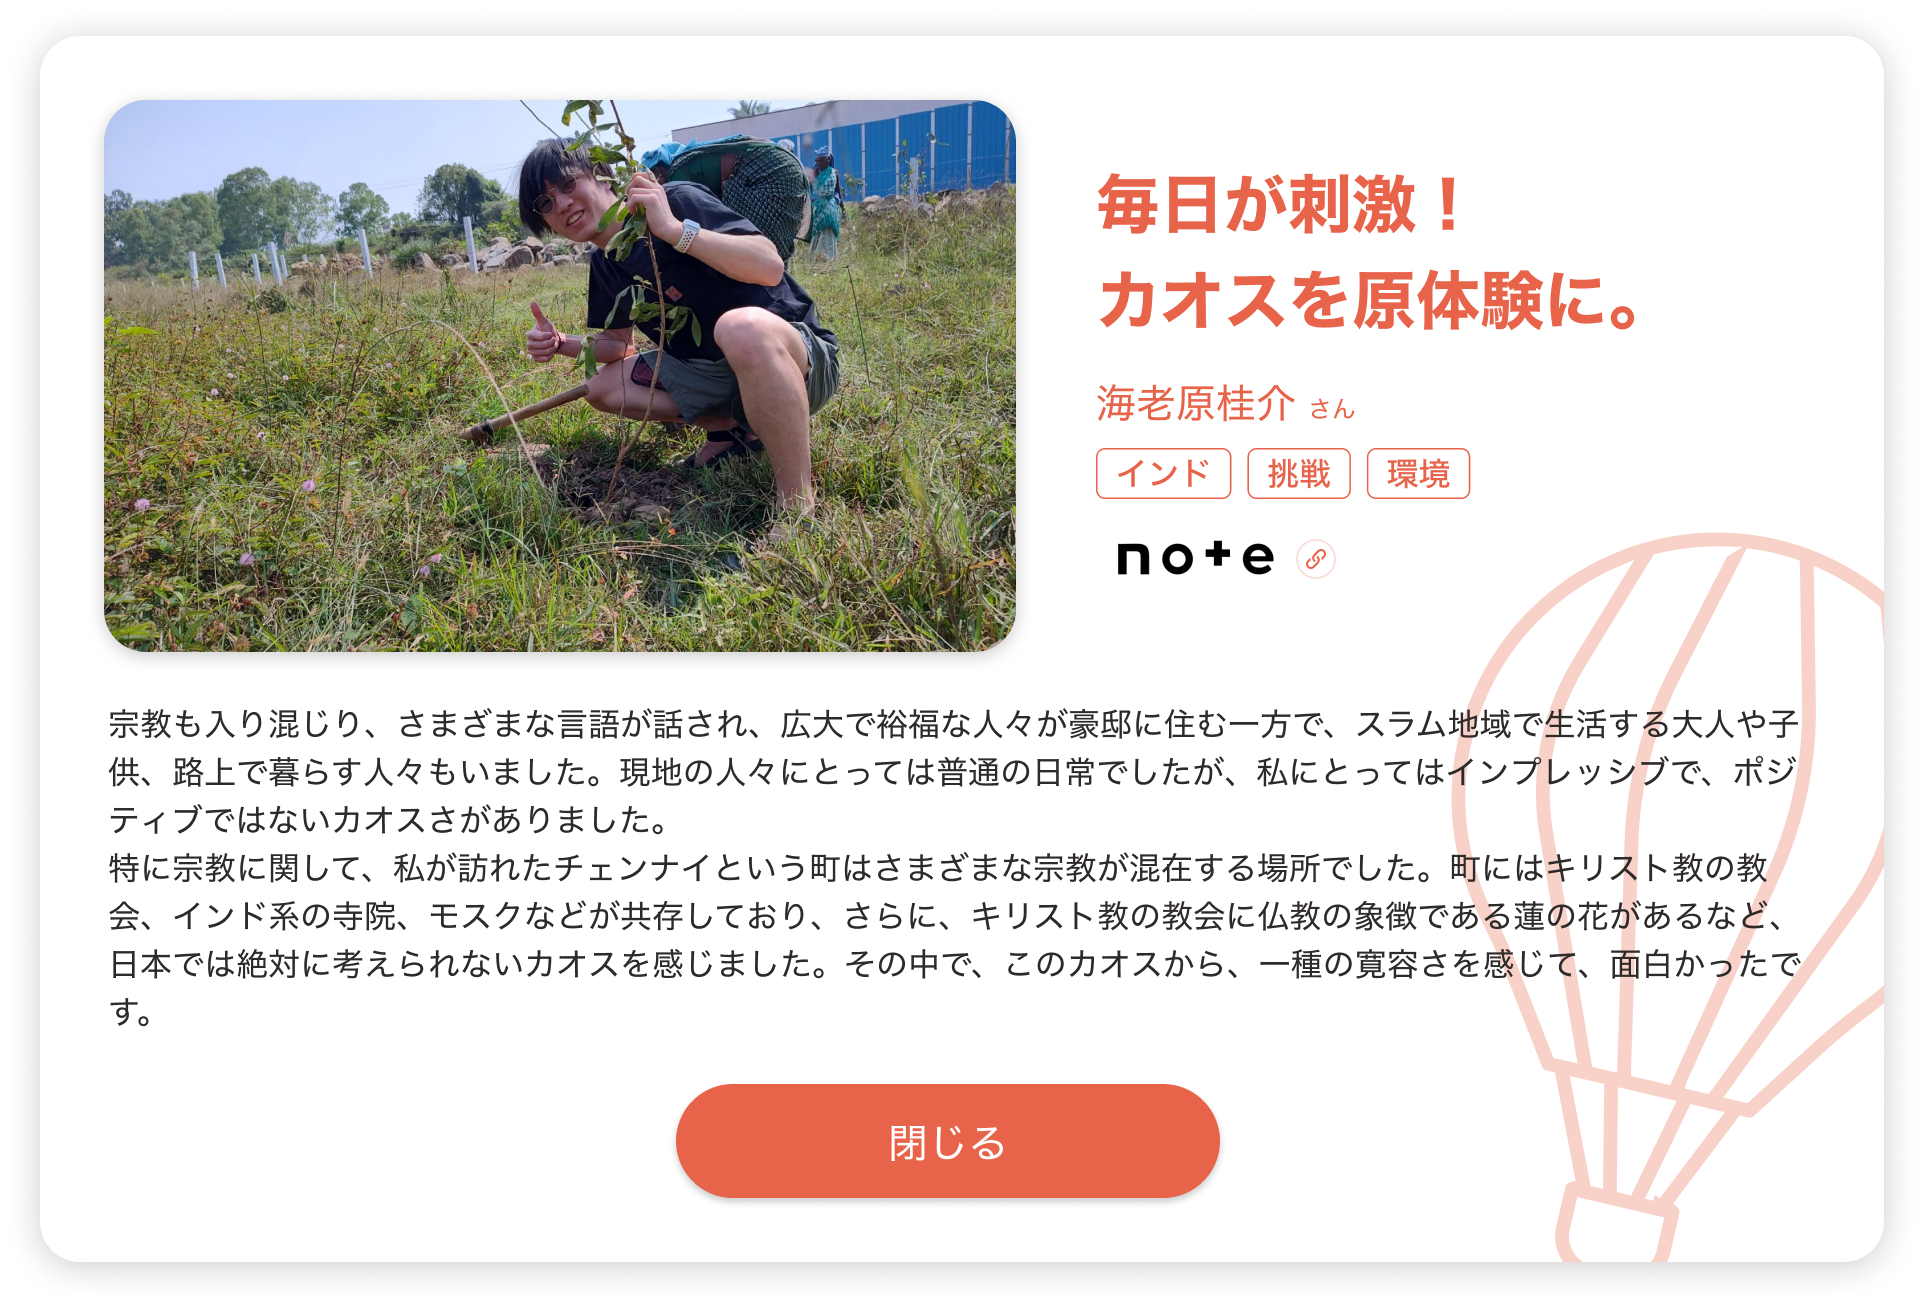 毎日が刺激！
カオスを原体験に。
海老原桂介 さん
インド 挑戦 環境
note
宗教も入り混じり、さまざまな言語が話され、広大で裕福な人々が豪邸に住む一方で、スラム地域で生活する大人や子
供、路上で暮らす人々もいました。現地の人々にとっては普通の日常でしたが、私にとってはインプレッシブで、ポジ
ティブではないカオスさがありました。
特に宗教に関して、私が訪れたチェンナイという町はさまざまな宗教が混在する場所でした。町にはキリスト教の教
会、インド系の寺院、モスクなどが共存しており、さらに、キリスト教の教会に仏教の象徴である蓮の花があるなど、
日本では絶対に考えられないカオスを感じました。その中で、このカオスから、一種の寛容さを感じて、面白かったで
す。
閉じる